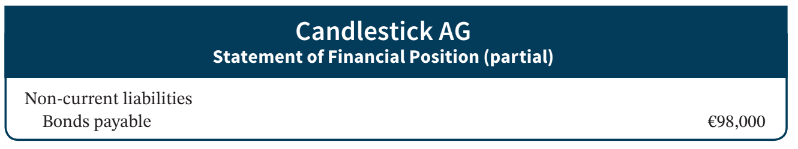 Candlestick AG
Statement of Financial Position (partial)
Non-current liabilities
Bonds payable €98,000